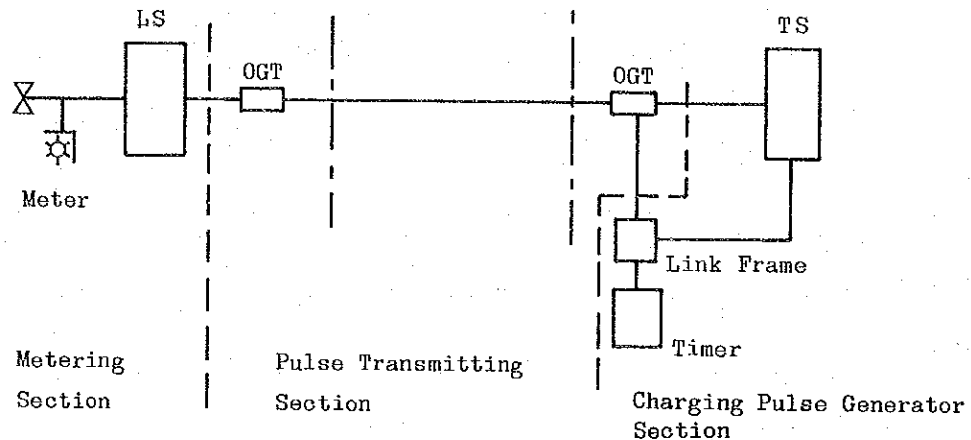 LS
TS
OGT
OGT
Meter
Link Frame
Timer
Metering
Section
Pulse Transmitting
Section
Charging Pulse Generator
Section